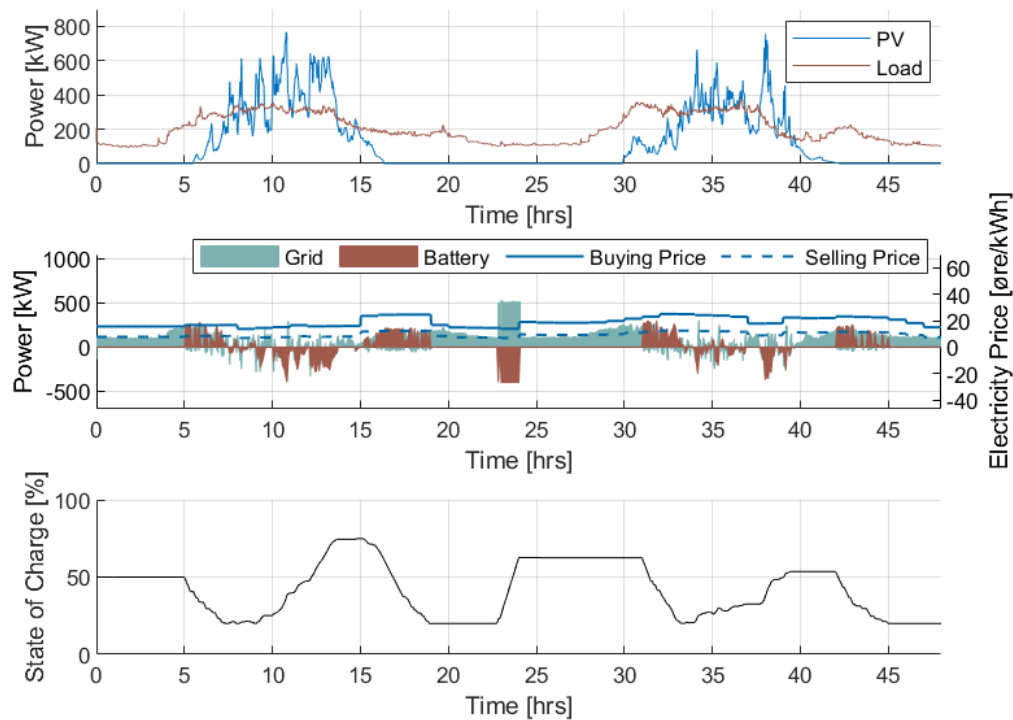 Power [kW]
800
600
400
200
0
PV
Load
0 5 10 15 20 25 30 35 40 45
Time [hrs]
Power [kW]
1000
500
0
-500
Grid Battery Buying Price Selling Price
60
40
20
0
-20
-40
Electricity Price [øre/kWh]
0 5 10 15 20 25 30 35 40 45
Time [hrs]
State of Charge [%]
100
50
0
0 5 10 15 20 25 30 35 40 45
Time [hrs]